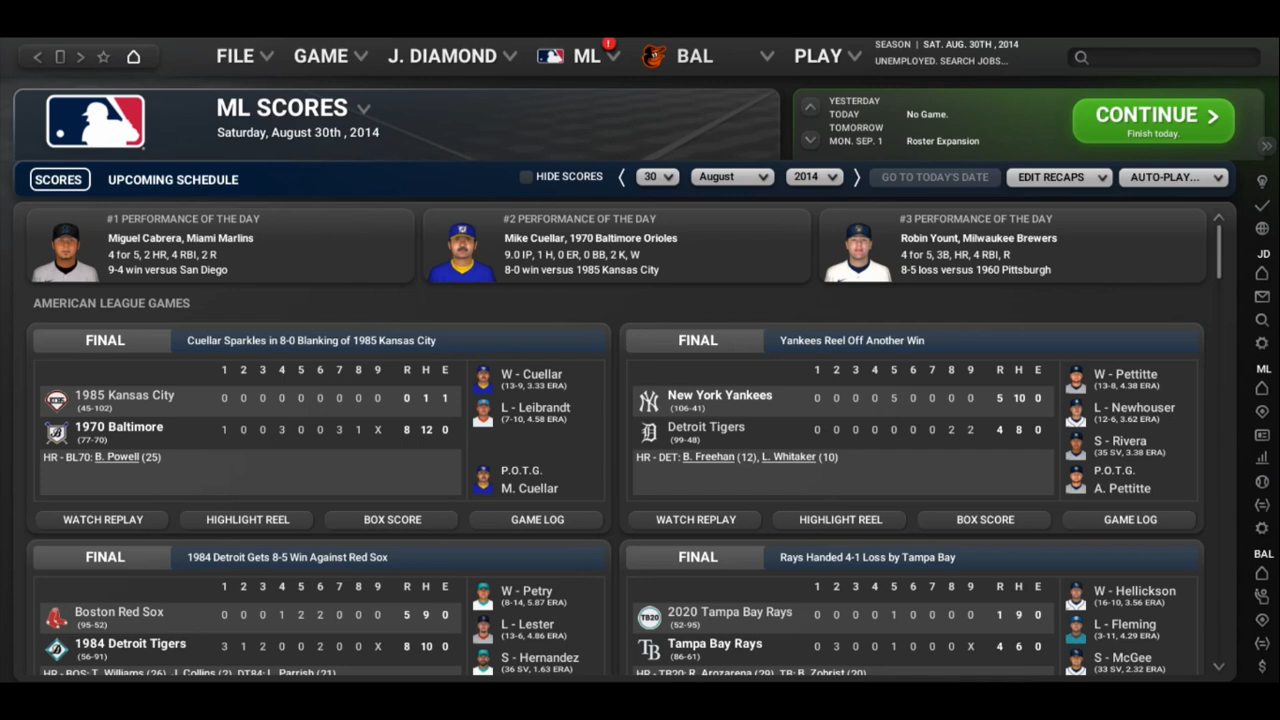 FILE GAME J. DIAMOND ML ! BAL PLAY
SEASON | SAT. AUG. 30TH , 2014
UNEMPLOYED. SEARCH JOBS...
ML SCORES
Saturday, August 30th , 2014
YESTERDAY
TODAY No Game.
TOMORROW
MON. SEP. 1 Roster Expansion
CONTINUE
Finish today.
SCORES UPCOMING SCHEDULE HIDE SCORES 30 August 2014 GO TO TODAY'S DATE EDIT RECAPS AUTO-PLAY...
#1 PERFORMANCE OF THE DAY
Miguel Cabrera, Miami Marlins
4 for 5, 2 HR, 4 RBI, 2 R
9-4 win versus San Diego
#2 PERFORMANCE OF THE DAY
Mike Cuellar, 1970 Baltimore Orioles
9.0 IP, 1 H, 0 ER, 0 BB, 2 K, W
8-0 win versus 1985 Kansas City
#3 PERFORMANCE OF THE DAY
Robin Yount, Milwaukee Brewers
4 for 5, 3B, HR, 4 RBI, R
8-5 loss versus 1960 Pittsburgh
AMERICAN LEAGUE GAMES
FINAL Cuellar Sparkles in 8-0 Blanking of 1985 Kansas City
1 2 3 4 5 6 7 8 9 R H E
1985 Kansas City 0 0 0 0 0 0 0 0 0 0 1 1
(45-102)
1970 Baltimore 1 0 0 3 0 0 3 1 X 8 12 0
(77-70)
HR - BL70: B. Powell (25)
W - Cuellar
(13-9, 3.33 ERA)
L - Leibrandt
(7-10, 4.58 ERA)
P.O.T.G.
M. Cuellar
WATCH REPLAY HIGHLIGHT REEL BOX SCORE GAME LOG
FINAL Yankees Reel Off Another Win
1 2 3 4 5 6 7 8 9 R H E
New York Yankees 0 0 0 0 5 0 0 0 0 5 10 0
(106-41)
Detroit Tigers 0 0 0 0 0 0 0 2 2 4 8 0
(99-48)
HR - DET: B. Freehan (12), L. Whitaker (10)
W - Pettitte
(13-8, 4.38 ERA)
L - Newhouser
(12-6, 3.62 ERA)
S - Rivera
(35 SV, 3.38 ERA)
P.O.T.G.
A. Pettitte
WATCH REPLAY HIGHLIGHT REEL BOX SCORE GAME LOG
FINAL 1984 Detroit Gets 8-5 Win Against Red Sox
1 2 3 4 5 6 7 8 9 R H E
Boston Red Sox 0 0 0 1 2 2 0 0 0 5 9 0
(95-52)
1984 Detroit Tigers 3 1 2 0 0 2 0 0 X 8 10 0
(56-91)
HR - BOS: T. Williams (26), J. Collins (2), DT84: L. Parrish (21)
W - Petry
(8-14, 5.87 ERA)
L - Lester
(13-6, 4.86 ERA)
S - Hernandez
(36 SV, 1.63 ERA)
FINAL Rays Handed 4-1 Loss by Tampa Bay
1 2 3 4 5 6 7 8 9 R H E
2020 Tampa Bay Rays 0 0 0 0 1 0 0 0 0 1 9 0
(52-95)
Tampa Bay Rays 0 3 0 0 1 0 0 0 X 4 6 0
(86-61)
HR - TB20: R. Arozarena (29), TB: B. Zobrist (20)
W - Hellickson
(16-10, 3.56 ERA)
L - Fleming
(3-11, 4.29 ERA)
S - McGee
(33 SV, 2.32 ERA)
JD
ML
BAL